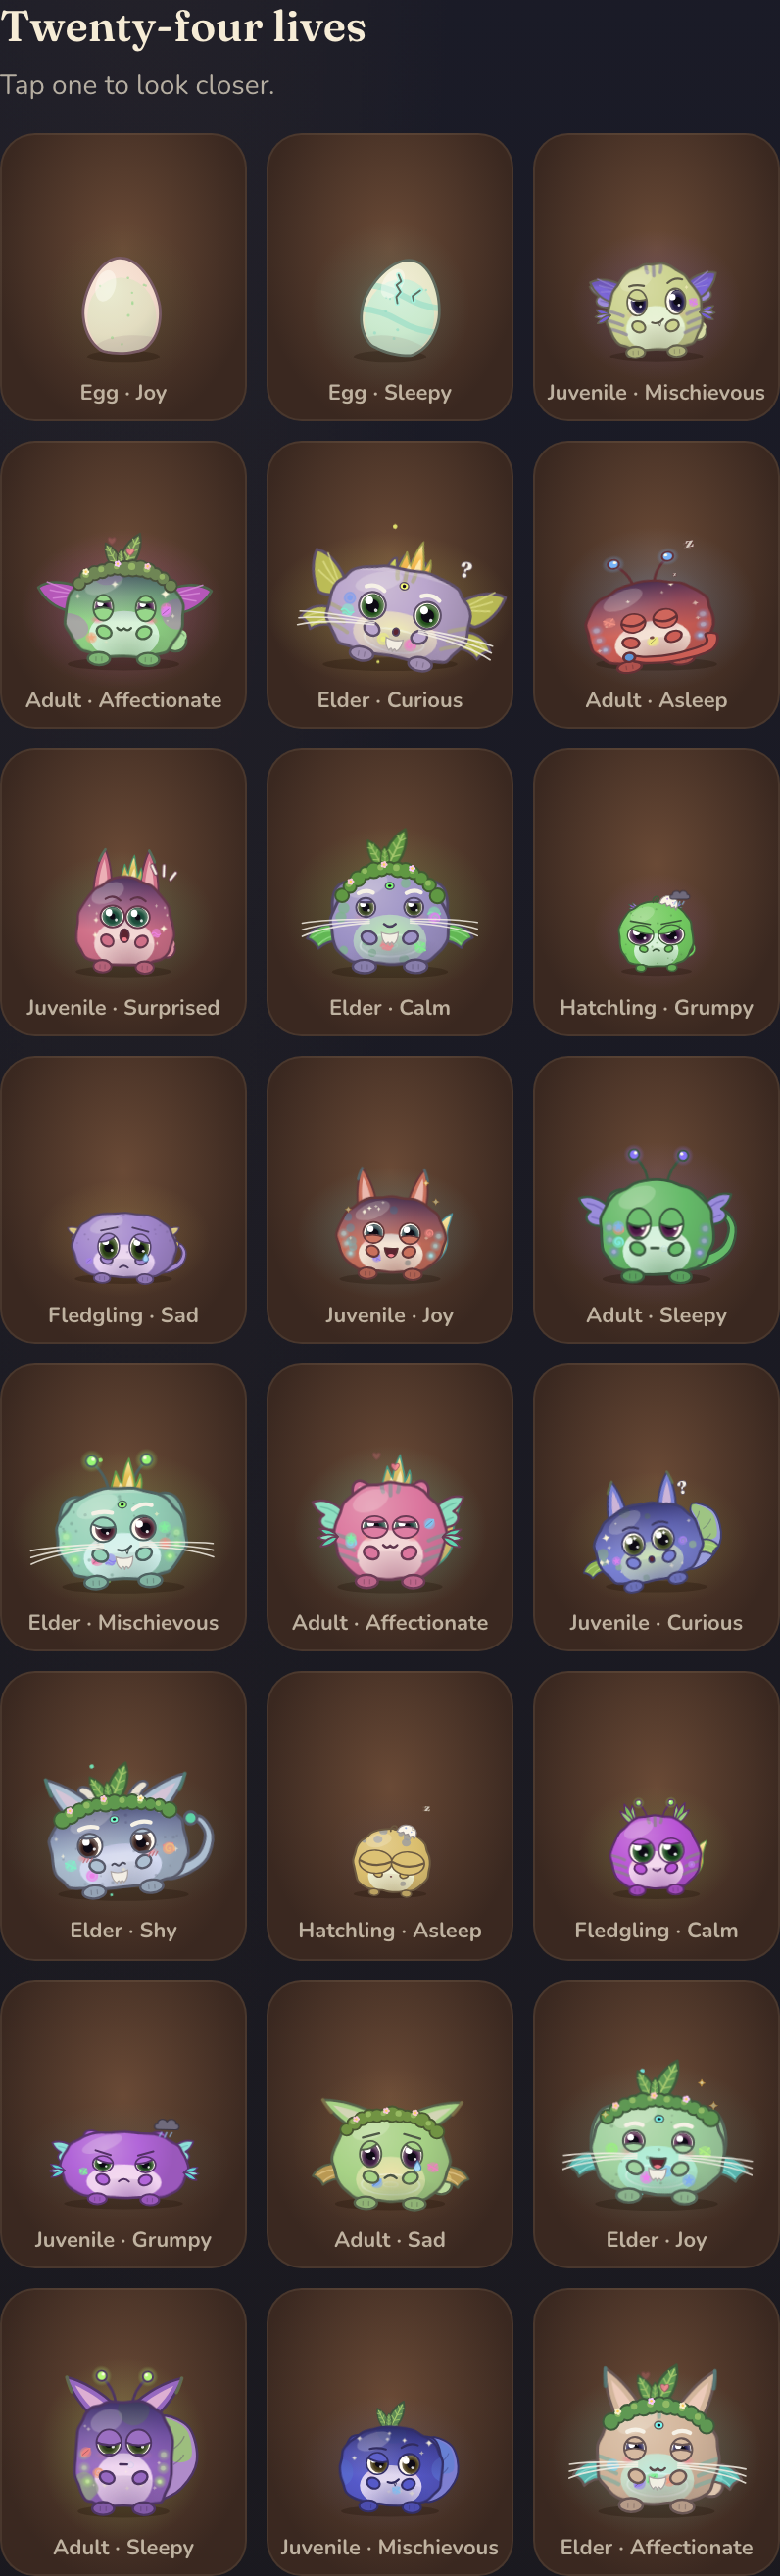 Twenty-four lives
Tap one to look closer.
Egg · Joy
Egg · Sleepy
Juvenile · Mischievous
Adult · Affectionate
?
Elder · Curious
z
Adult · Asleep
Juvenile · Surprised
Elder · Calm
Hatchling · Grumpy
Fledgling · Sad
Juvenile · Joy
Adult · Sleepy
Elder · Mischievous
Adult · Affectionate
?
Juvenile · Curious
Elder · Shy
z
Hatchling · Asleep
Fledgling · Calm
Juvenile · Grumpy
Adult · Sad
Elder · Joy
Adult · Sleepy
Juvenile · Mischievous
Elder · Affectionate